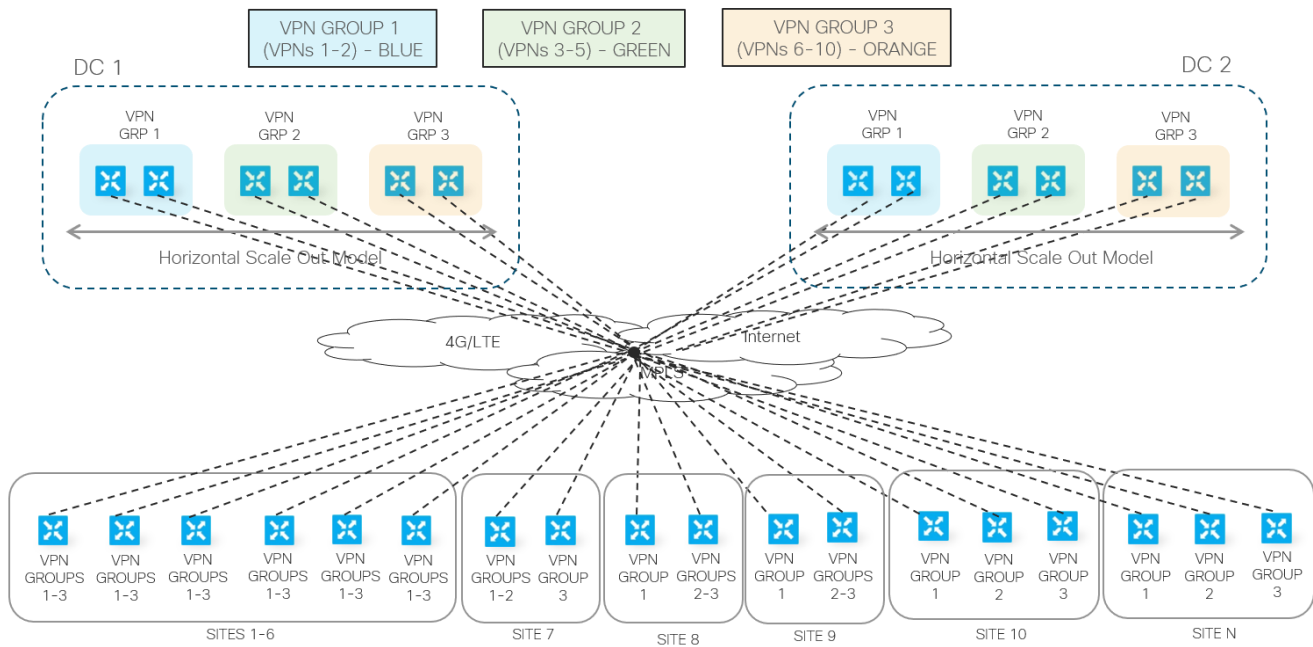 VPN GROUP 1
(VPNs 1-2) - BLUE
VPN GROUP 2
(VPNs 3-5) - GREEN
VPN GROUP 3
(VPNs 6-10) - ORANGE
DC 1
DC 2
VPN
GRP 1
VPN
GRP 2
VPN
GRP 3
VPN
GRP 1
VPN
GRP 2
VPN
GRP 3
Horizontal Scale Out Model
Horizontal Scale Out Model
4G/LTE
Internet
MPLS
VPN
GROUPS
1-3
VPN
GROUPS
1-3
VPN
GROUPS
1-3
VPN
GROUPS
1-3
VPN
GROUPS
1-3
VPN
GROUPS
1-3
VPN
GROUPS
1-2
VPN
GROUP
3
VPN
GROUP
1
VPN
GROUPS
2-3
VPN
GROUP
1
VPN
GROUPS
2-3
VPN
GROUP
1
VPN
GROUP
2
VPN
GROUP
3
VPN
GROUP
1
VPN
GROUP
2
VPN
GROUP
3
SITES 1-6
SITE 7
SITE 8
SITE 9
SITE 10
SITE N